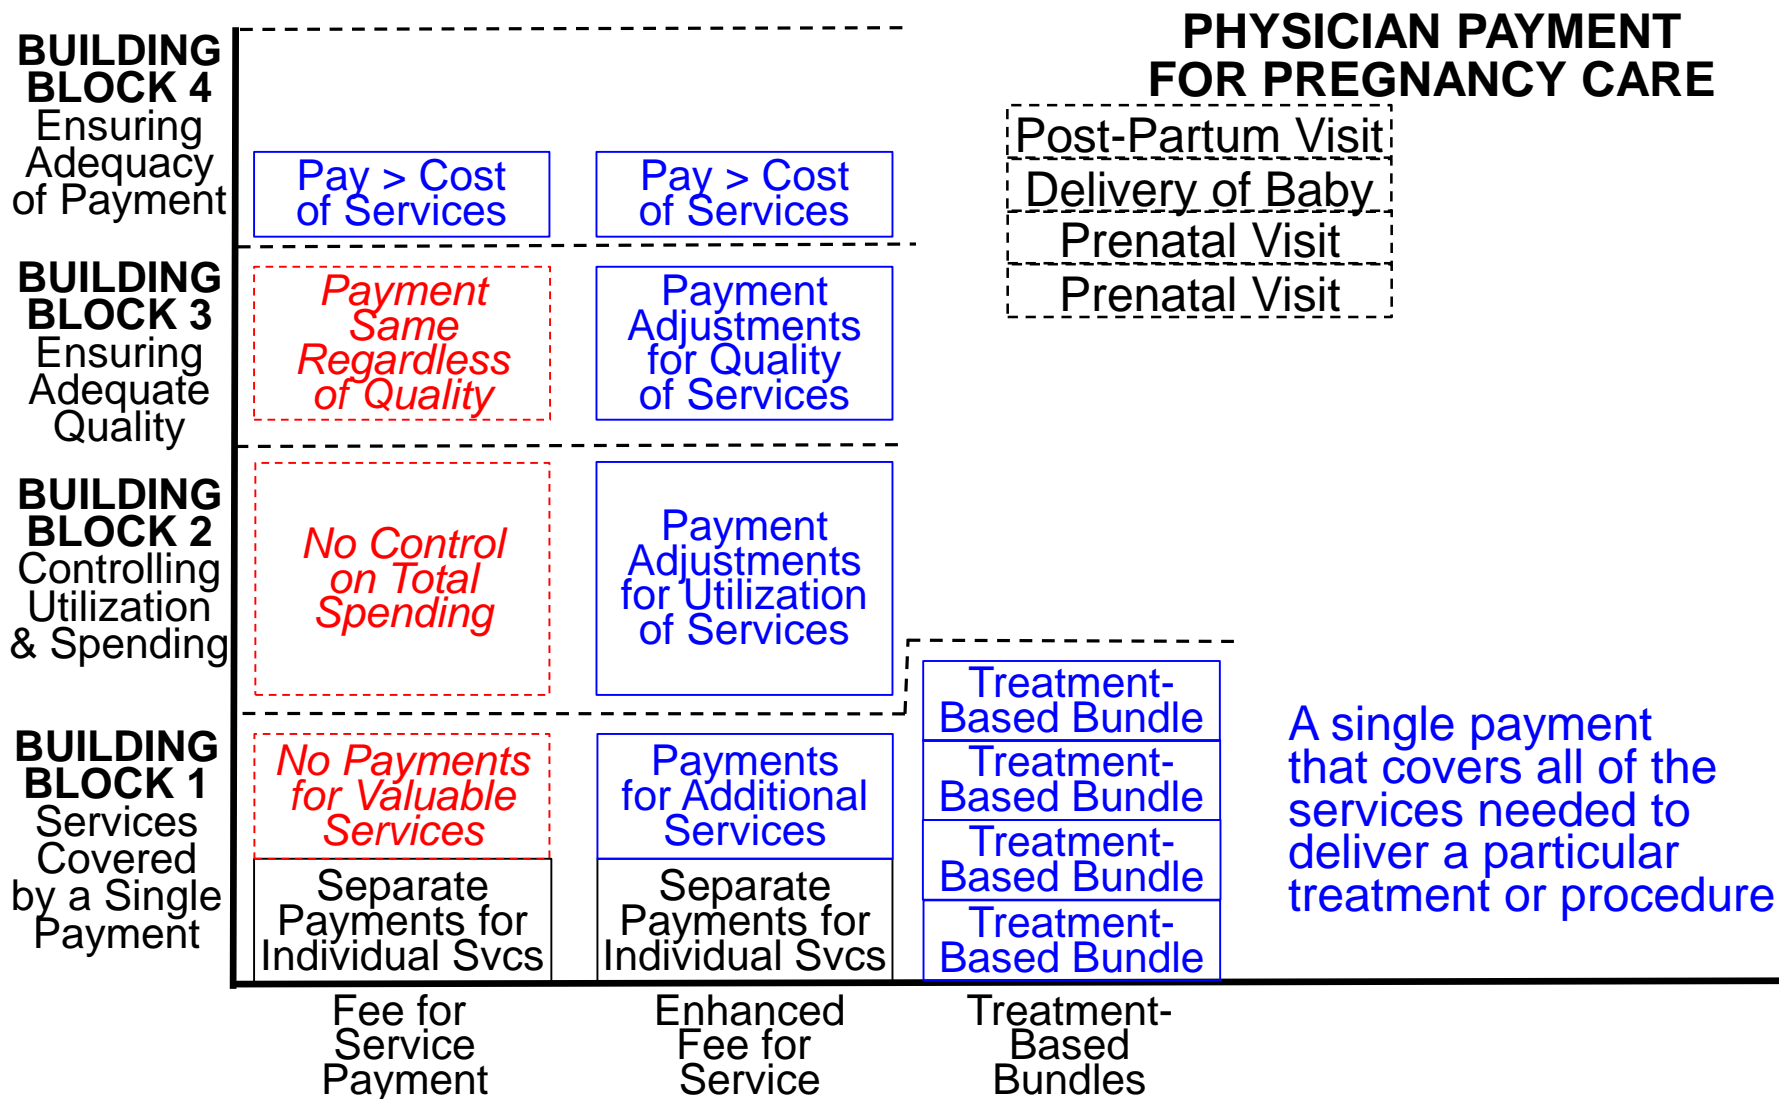 PHYSICIAN PAYMENT
FOR PREGNANCY CARE
Post-Partum Visit
Delivery of Baby
Prenatal Visit
Prenatal Visit
BUILDING
BLOCK 4
Ensuring
Adequacy
of Payment
Pay > Cost
of Services
Pay > Cost
of Services
BUILDING
BLOCK 3
Ensuring
Adequate
Quality
Payment
Same
Regardless
of Quality
Payment
Adjustments
for Quality
of Services
BUILDING
BLOCK 2
Controlling
Utilization
& Spending
No Control
on Total
Spending
Payment
Adjustments
for Utilization
of Services
BUILDING
BLOCK 1
Services
Covered
by a Single
Payment
No Payments
for Valuable
Services
Separate
Payments for
Individual Svcs
Payments
for Additional
Services
Separate
Payments for
Individual Svcs
Treatment-
Based Bundle
Treatment-
Based Bundle
Treatment-
Based Bundle
Treatment-
Based Bundle
A single payment
that covers all of the
services needed to
deliver a particular
treatment or procedure
Fee for
Service
Payment
Enhanced
Fee for
Service
Treatment-
Based
Bundles